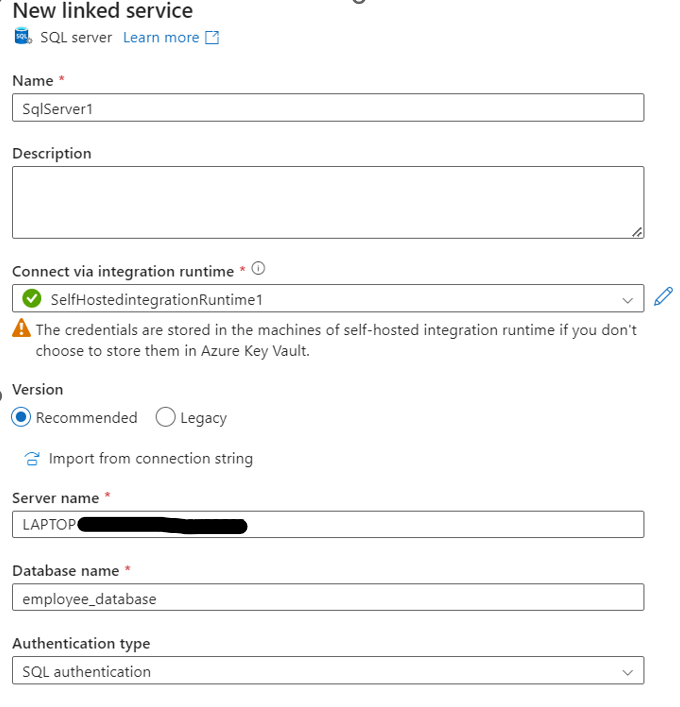 New linked service
SQL server Learn more
Name *
SqlServer1
Description
Connect via integration runtime *
SelfHostedintegrationRuntime1
The credentials are stored in the machines of self-hosted integration runtime if you don't
choose to store them in Azure Key Vault.
Version
Recommended Legacy
Import from connection string
Server name *
LAPTOP
Database name *
employee_database
Authentication type
SQL authentication